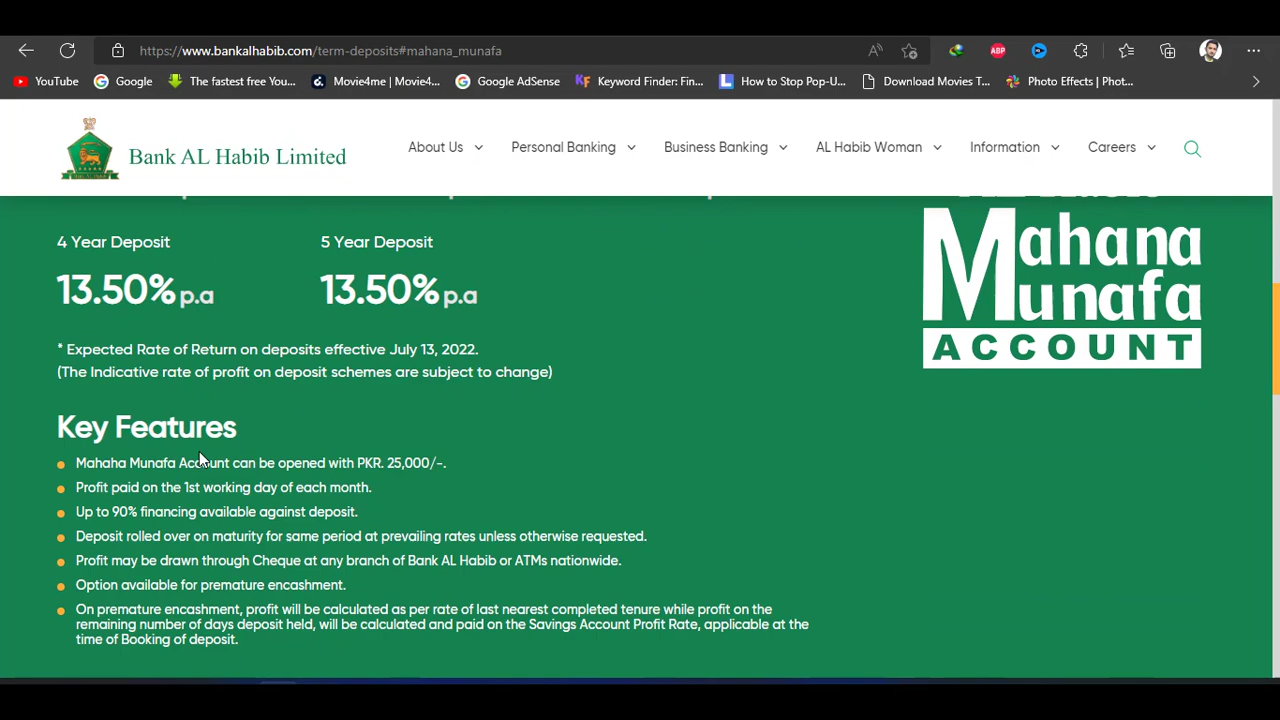 https://www.bankalhabib.com/term-deposits#mahana_munafa
ABP
YouTube
Google
The fastest free You...
Movie4me | Movie4...
Google AdSense
Keyword Finder: Fin...
How to Stop Pop-U...
Download Movies T...
Photo Effects | Phot...
Bank AL Habib Limited
About Us
Personal Banking
Business Banking
AL Habib Woman
Information
Careers
4 Year Deposit
5 Year Deposit
13.50% p.a
13.50% p.a
Mahana
Munafa
ACCOUNT
* Expected Rate of Return on deposits effective July 13, 2022.
(The Indicative rate of profit on deposit schemes are subject to change)
Key Features
Mahaha Munafa Account can be opened with PKR. 25,000/-.
Profit paid on the 1st working day of each month.
Up to 90% financing available against deposit.
Deposit rolled over on maturity for same period at prevailing rates unless otherwise requested.
Profit may be drawn through Cheque at any branch of Bank AL Habib or ATMs nationwide.
Option available for premature encashment.
On premature encashment, profit will be calculated as per rate of last nearest completed tenure while profit on the
remaining number of days deposit held, will be calculated and paid on the Savings Account Profit Rate, applicable at the
time of Booking of deposit.